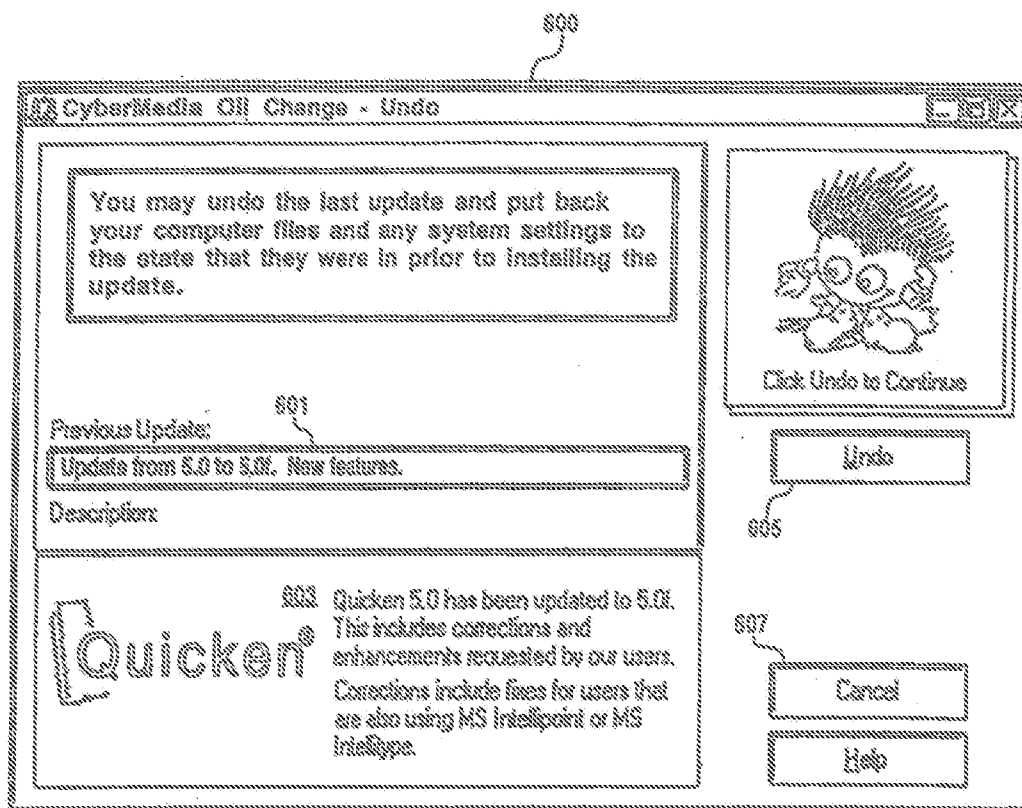 600
CyberMedia Oil Change - Undo
You may undo the last update and put back
your computer files and any system settings to
the state that they were in prior to installing the
update.
Click Undo to Continue
601
Previous Update:
Update from 5.0 to 5.0f. New features.
Undo
605
Description:
Quicken®
603 Quicken 5.0 has been updated to 5.0f.
This includes corrections and
enhancements requested by our users.
Corrections include fixes for users that
are also using MS Intellipoint or MS
Intellitype.
607
Cancel
Help